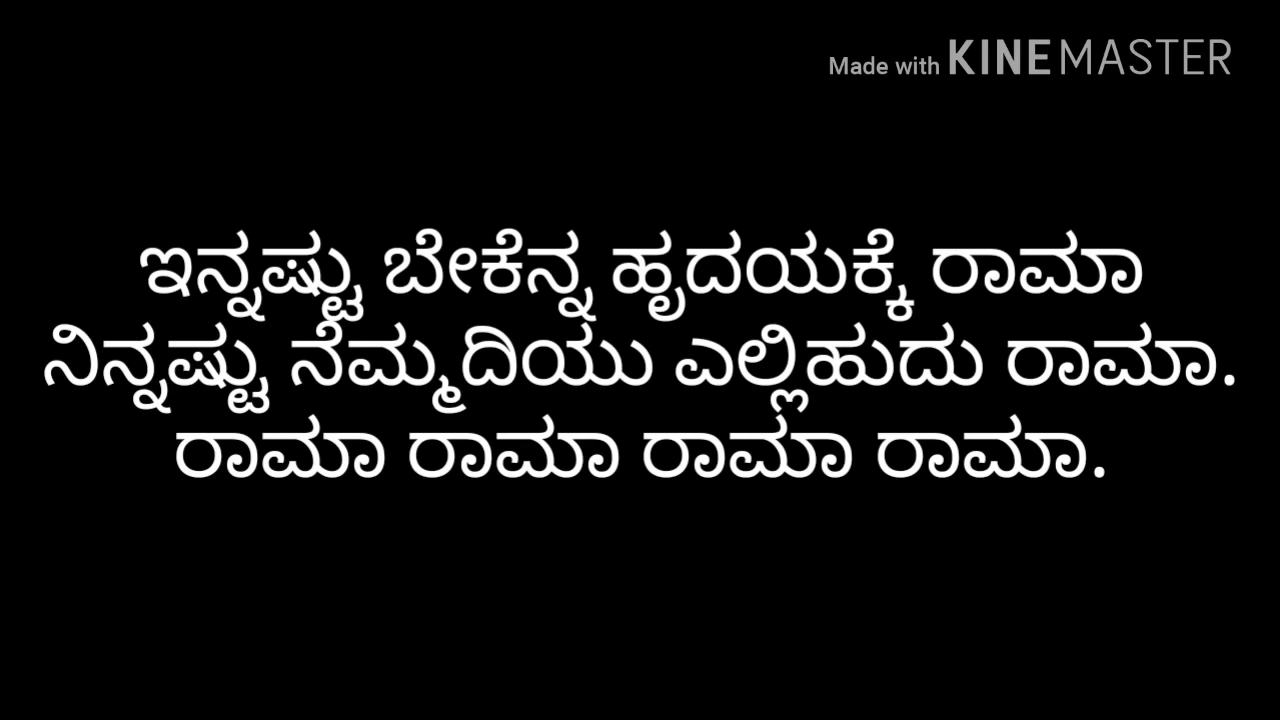 Made with KINEMASTER
ಇನ್ನಷ್ಟು ಬೇಕೆನ್ನ ಹೃದಯಕ್ಕೆ ರಾಮಾ
ನಿನ್ನಷ್ಟು ನೆಮ್ಮದಿಯು ಎಲ್ಲಿಹುದು ರಾಮಾ.
ರಾಮಾ ರಾಮಾ ರಾಮಾ ರಾಮಾ.